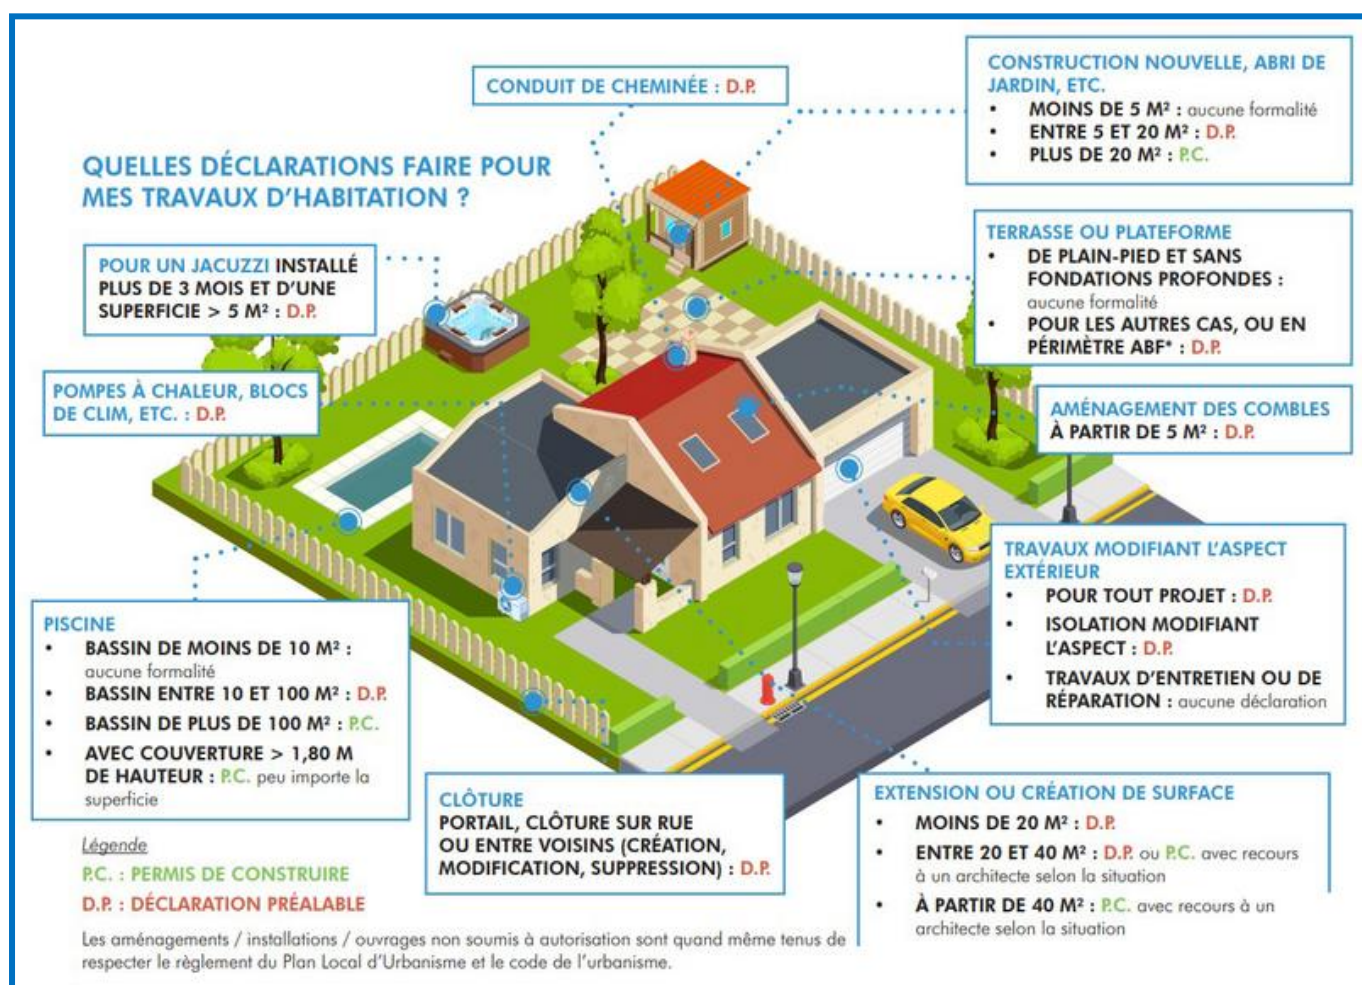 CONDUIT DE CHEMINÉE : D.P.
CONSTRUCTION NOUVELLE, ABRI DE
JARDIN, ETC.
• MOINS DE 5 M² : aucune formalité
• ENTRE 5 ET 20 M² : D.P.
• PLUS DE 20 M² : P.C.
QUELLES DÉCLARATIONS FAIRE POUR
MES TRAVAUX D'HABITATION ?
POUR UN JACUZZI INSTALLÉ
PLUS DE 3 MOIS ET D'UNE
SUPERFICIE > 5 M² : D.P.
TERRASSE OU PLATEFORME
• DE PLAIN-PIED ET SANS
FONDATIONS PROFONDES :
aucune formalité
• POUR LES AUTRES CAS, OU EN
PÉRIMÈTRE ABF* : D.P.
POMPES À CHALEUR, BLOCS
DE CLIM, ETC. : D.P.
AMÉNAGEMENT DES COMBLES
À PARTIR DE 5 M² : D.P.
TRAVAUX MODIFIANT L'ASPECT
EXTÉRIEUR
• POUR TOUT PROJET : D.P.
• ISOLATION MODIFIANT
L'ASPECT : D.P.
• TRAVAUX D'ENTRETIEN OU DE
RÉPARATION : aucune déclaration
PISCINE
• BASSIN DE MOINS DE 10 M² :
aucune formalité
• BASSIN ENTRE 10 ET 100 M² : D.P.
• BASSIN DE PLUS DE 100 M² : P.C.
• AVEC COUVERTURE > 1,80 M
DE HAUTEUR : P.C. peu importe la
superficie
CLÔTURE
PORTAIL, CLÔTURE SUR RUE
OU ENTRE VOISINS (CRÉATION,
MODIFICATION, SUPPRESSION) : D.P.
EXTENSION OU CRÉATION DE SURFACE
• MOINS DE 20 M² : D.P.
• ENTRE 20 ET 40 M² : D.P. ou P.C. avec recours
à un architecte selon la situation
• À PARTIR DE 40 M² : P.C. avec recours à un
architecte selon la situation
Légende
P.C. : PERMIS DE CONSTRUIRE
D.P. : DÉCLARATION PRÉALABLE
Les aménagements / installations / ouvrages non soumis à autorisation sont quand même tenus de
respecter le règlement du Plan Local d'Urbanisme et le code de l'urbanisme.